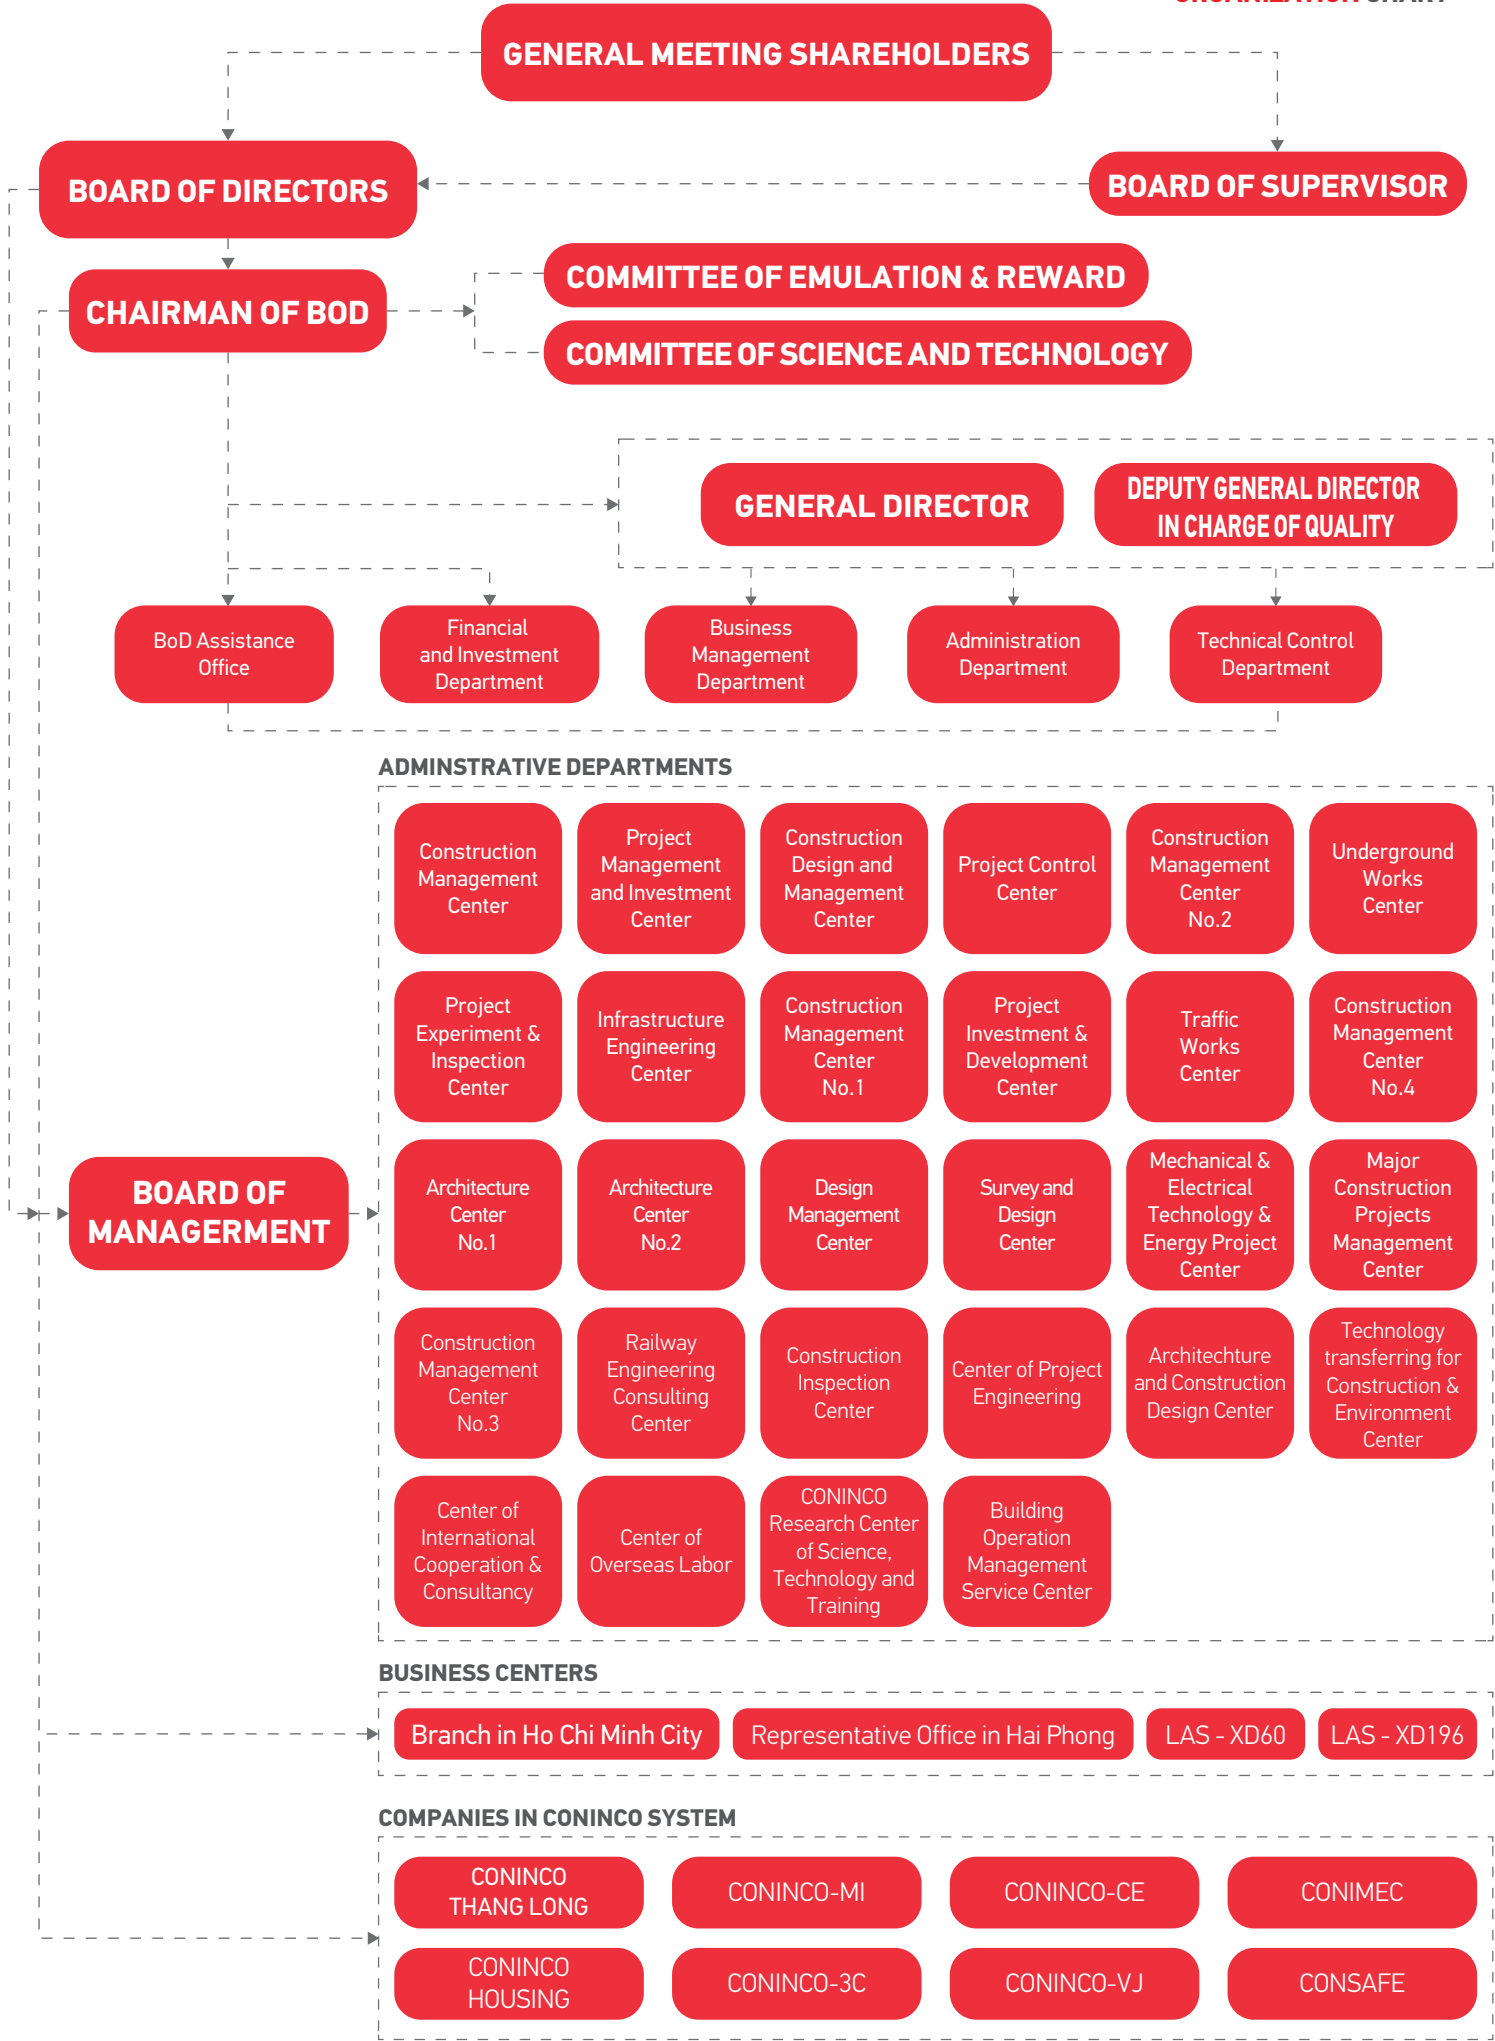 ORGANIZATION CHART
GENERAL MEETING SHAREHOLDERS
BOARD OF DIRECTORS
BOARD OF SUPERVISOR
COMMITTEE OF EMULATION & REWARD
CHAIRMAN OF BOD
COMMITTEE OF SCIENCE AND TECHNOLOGY
GENERAL DIRECTOR
DEPUTY GENERAL DIRECTOR
IN CHARGE OF QUALITY
BoD Assistance
Office
Financial
and Investment
Department
Business
Management
Department
Administration
Department
Technical Control
Department
ADMINSTRATIVE DEPARTMENTS
Construction
Management
Center
Project
Management
and Investment
Center
Construction
Design and
Management
Center
Project Control
Center
Construction
Management
Center
No.2
Underground
Works
Center
Project
Experiment &
Inspection
Center
Infrastructure
Engineering
Center
Construction
Management
Center
No.1
Project
Investment &
Development
Center
Traffic
Works
Center
Construction
Management
Center
No.4
BOARD OF
MANAGERMENT
Architecture
Center
No.1
Architecture
Center
No.2
Design
Management
Center
Survey and
Design
Center
Mechanical &
Electrical
Technology &
Energy Project
Center
Major
Construction
Projects
Management
Center
Construction
Management
Center
No.3
Railway
Engineering
Consulting
Center
Construction
Inspection
Center
Center of Project
Engineering
Architechture
and Construction
Design Center
Technology
transferring for
Construction &
Environment
Center
Center of
International
Cooperation &
Consultancy
Center of
Overseas Labor
CONINCO
Research Center
of Science,
Technology and
Training
Building
Operation
Management
Service Center
BUSINESS CENTERS
Branch in Ho Chi Minh City
Representative Office in Hai Phong
LAS - XD60
LAS - XD196
COMPANIES IN CONINCO SYSTEM
CONINCO
THANG LONG
CONINCO-MI
CONINCO-CE
CONIMEC
CONINCO
HOUSING
CONINCO-3C
CONINCO-VJ
CONSAFE